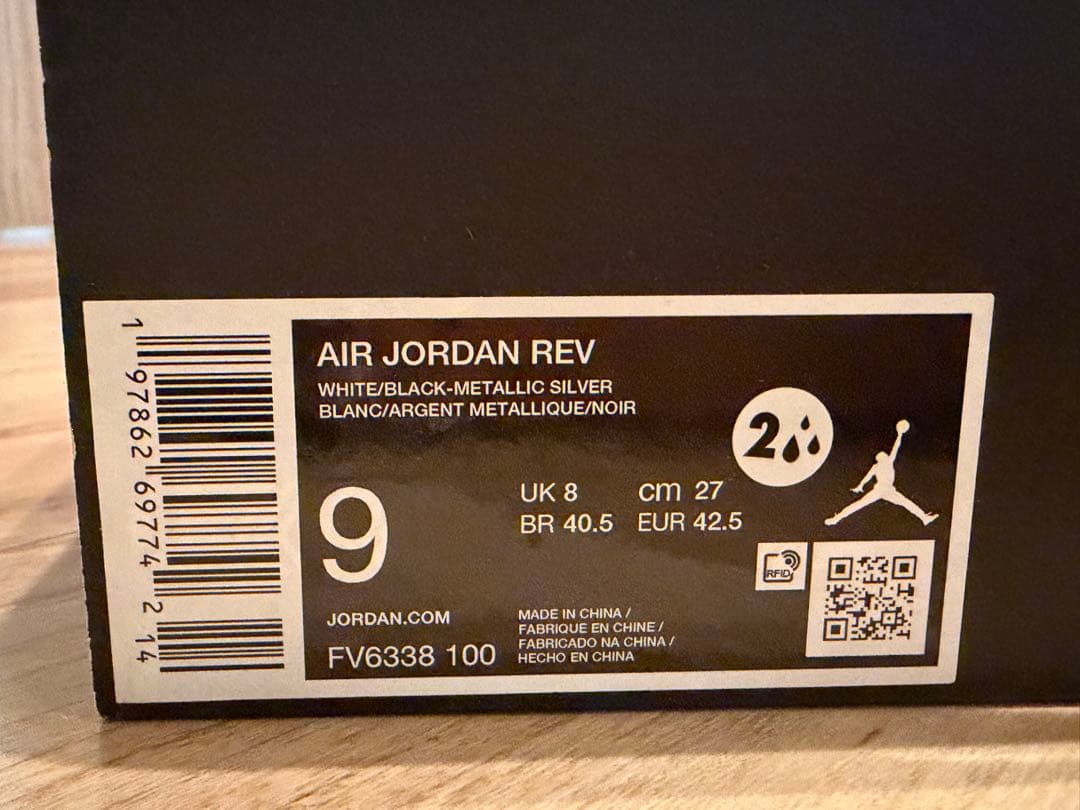 1 97862 69774 2 14
AIR JORDAN REV
WHITE/BLACK-METALLIC SILVER
BLANC/ARGENT METALLIQUE/NOIR
2
9
UK 8 cm 27
BR 40.5 EUR 42.5
RFID
JORDAN.COM
FV6338 100
MADE IN CHINA /
FABRIQUE EN CHINE /
FABRICADO NA CHINA /
HECHO EN CHINA